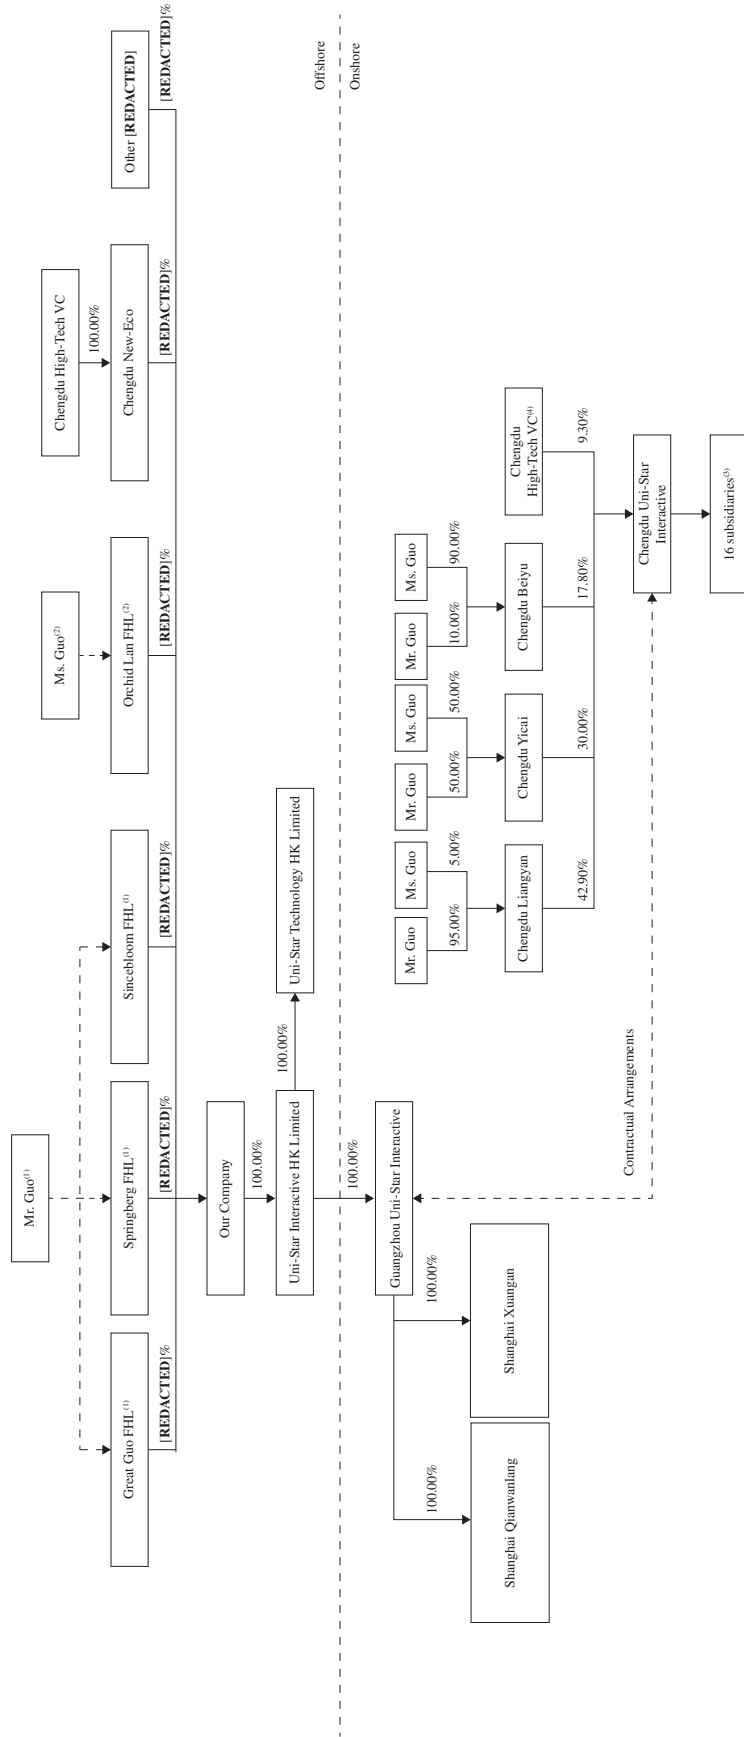 Mr. Guo(1)
Ms. Guo(2)
Chengdu High-Tech VC
100.00%
Great Guo FHL(1)
Springberg FHL(1)
Sincebloom FHL(1)
Orchid Lan FHL(2)
Chengdu New-Eco
Other [REDACTED]
[REDACTED]%
[REDACTED]%
[REDACTED]%
[REDACTED]%
[REDACTED]%
[REDACTED]%
Our Company
100.00%
Uni-Star Interactive HK Limited
100.00%
Uni-Star Technology HK Limited
Offshore
Onshore
100.00%
Guangzhou Uni-Star Interactive
100.00%
100.00%
Shanghai Qianwanlang
Shanghai Xuangan
Mr. Guo
Ms. Guo
Mr. Guo
Ms. Guo
Mr. Guo
Ms. Guo
95.00%
5.00%
50.00%
50.00%
10.00%
90.00%
Chengdu Liangyan
Chengdu Yicai
Chengdu Beiyu
Chengdu
High-Tech VC(4)
42.90%
30.00%
17.80%
9.30%
Contractual Arrangements
Chengdu Uni-Star
Interactive
16 subsidiaries(3)